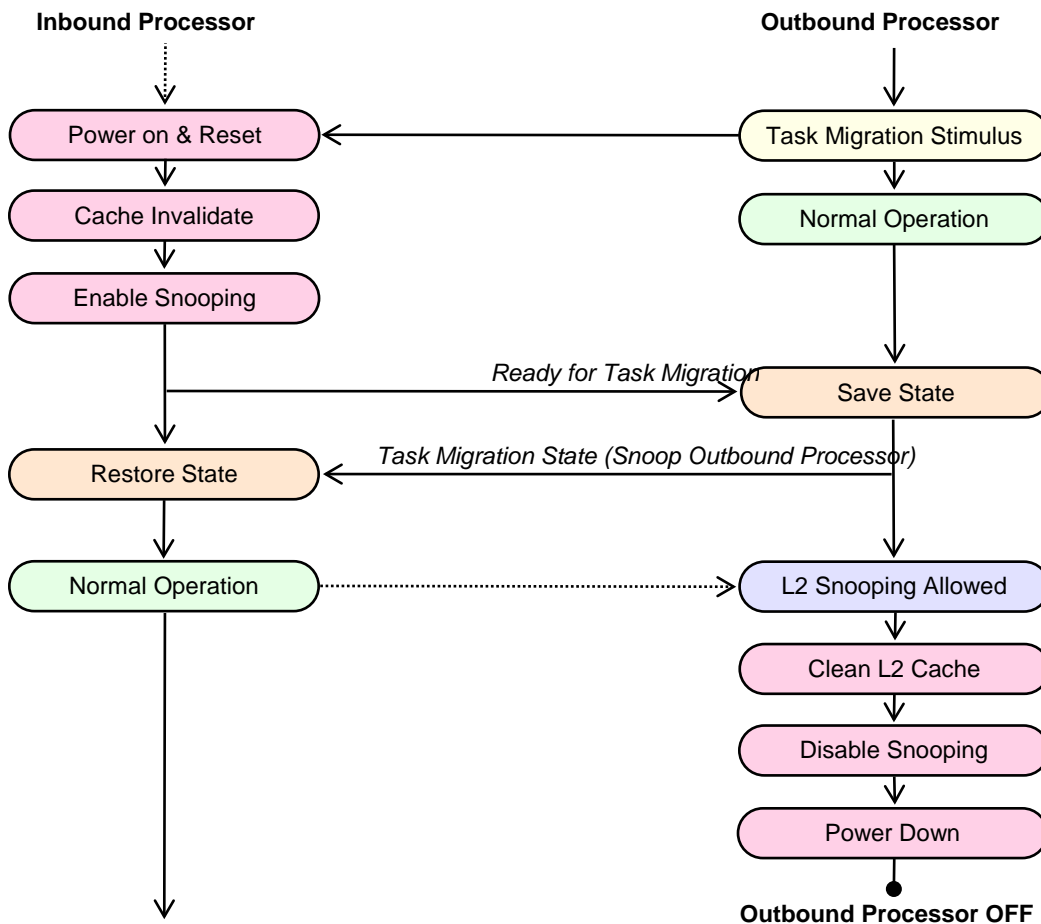 Inbound Processor
Outbound Processor
Power on & Reset
Task Migration Stimulus
Cache Invalidate
Normal Operation
Enable Snooping
Ready for Task Migration
Save State
Task Migration State (Snoop Outbound Processor)
Restore State
Normal Operation
L2 Snooping Allowed
Clean L2 Cache
Disable Snooping
Power Down
Outbound Processor OFF